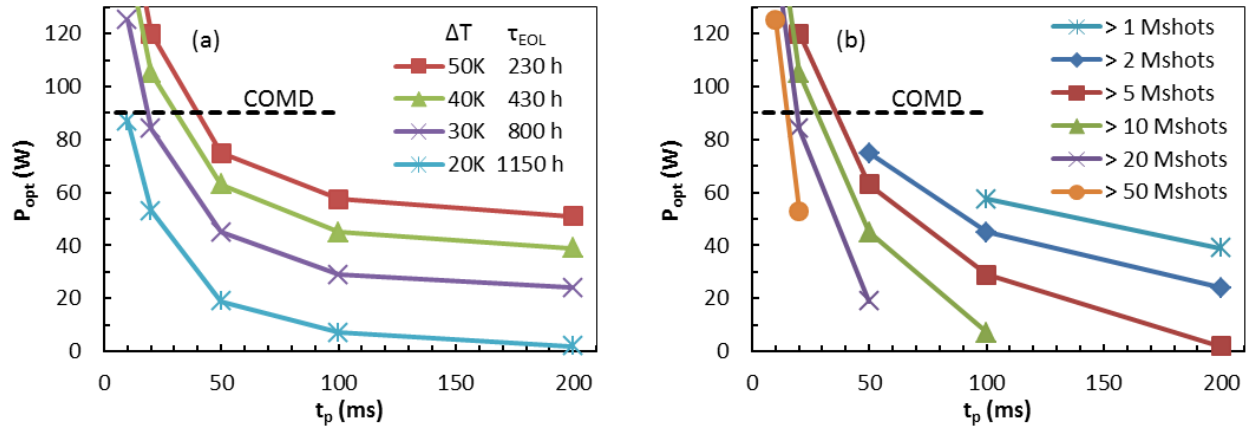 (a)
ΔT τEOL
50K 230 h
40K 430 h
30K 800 h
20K 1150 h
COMD
120
100
80
60
40
20
0
Popt (W)
0 50 100 150 200
tp (ms)
(b)
> 1 Mshots
> 2 Mshots
> 5 Mshots
> 10 Mshots
> 20 Mshots
> 50 Mshots
COMD
120
100
80
60
40
20
0
Popt (W)
0 50 100 150 200
tp (ms)